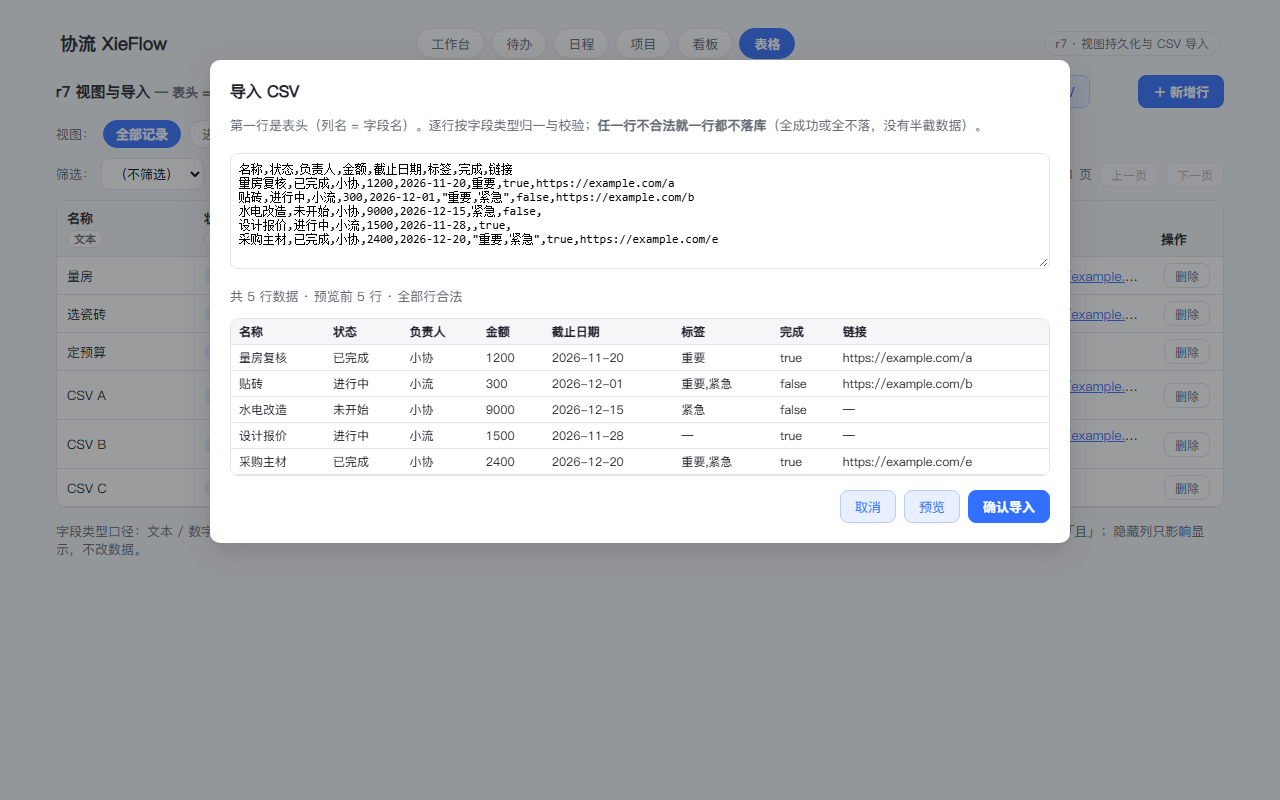 协流 XieFlow
工作台 待办 日程 项目 看板 表格
r7 · 视图持久化与 CSV 导入
r7 视图与导入 — 表头 =
+ 新增行
视图: 全部记录
筛选: (不筛选)
页 上一页 下一页
名称
文本
操作
量房
example.… 删除
选瓷砖
example.… 删除
定预算
删除
CSV A
example.… 删除
CSV B
example.… 删除
CSV C
删除
字段类型口径: 文本 / 数字
「且」; 隐藏列只影响显
示, 不改数据。
导入 CSV
第一行是表头（列名 = 字段名）。逐行按字段类型归一与校验; 任一行不合法就一行都不落库（全成功或全不落, 没有半截数据）。
名称,状态,负责人,金额,截止日期,标签,完成,链接
量房复核,已完成,小协,1200,2026-11-20,重要,true,https://example.com/a
贴砖,进行中,小流,300,2026-12-01,"重要,紧急",false,https://example.com/b
水电改造,未开始,小协,9000,2026-12-15,紧急,false,
设计报价,进行中,小流,1500,2026-11-28,,true,
采购主材,已完成,小协,2400,2026-12-20,"重要,紧急",true,https://example.com/e
共 5 行数据 · 预览前 5 行 · 全部行合法
名称 状态 负责人 金额 截止日期 标签 完成 链接
量房复核 已完成 小协 1200 2026-11-20 重要 true https://example.com/a
贴砖 进行中 小流 300 2026-12-01 重要,紧急 false https://example.com/b
水电改造 未开始 小协 9000 2026-12-15 紧急 false —
设计报价 进行中 小流 1500 2026-11-28 — true —
采购主材 已完成 小协 2400 2026-12-20 重要,紧急 true https://example.com/e
取消 预览 确认导入